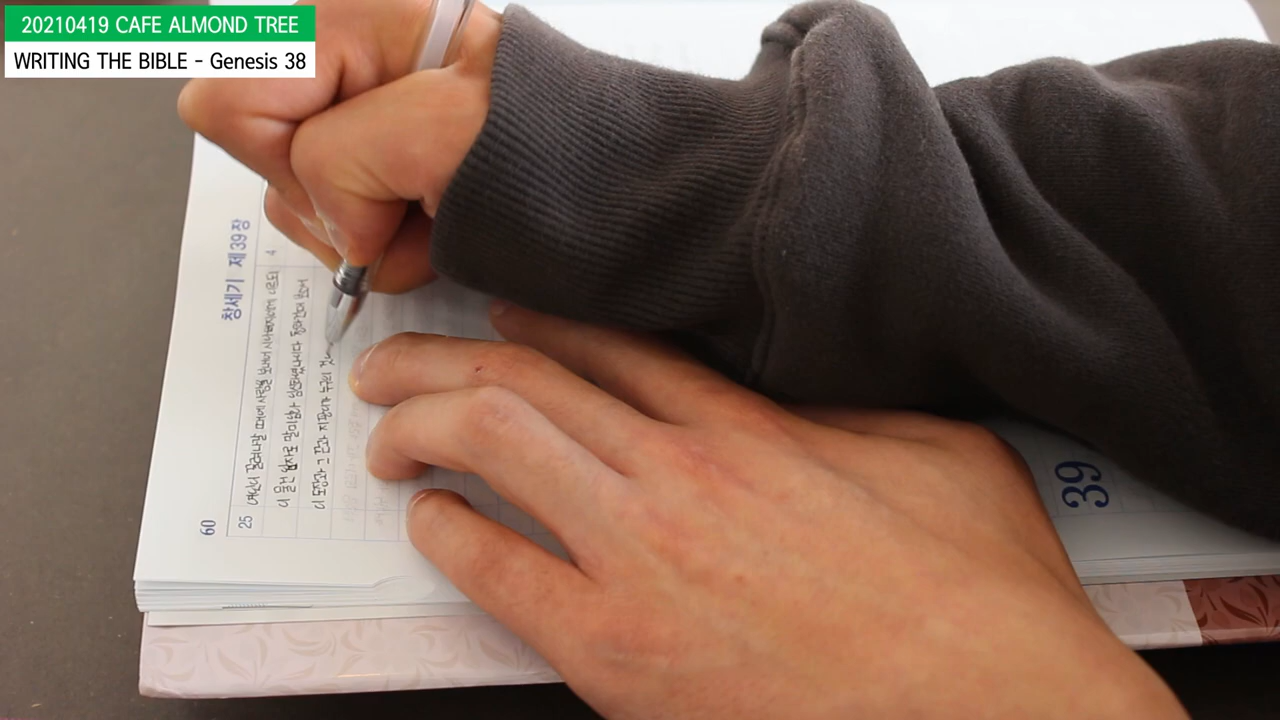 20210419 CAFE ALMOND TREE
WRITING THE BIBLE - Genesis 38
창세기 제39장
60
25 여인이 끌려나갈 때에 사람을 보내어 시아버지에게 이르되
이 물건 임자로 말미암아 임신하였나이다 청하건대 보소서
이 도장과 그 끈과 지팡이가 누구의
4
39